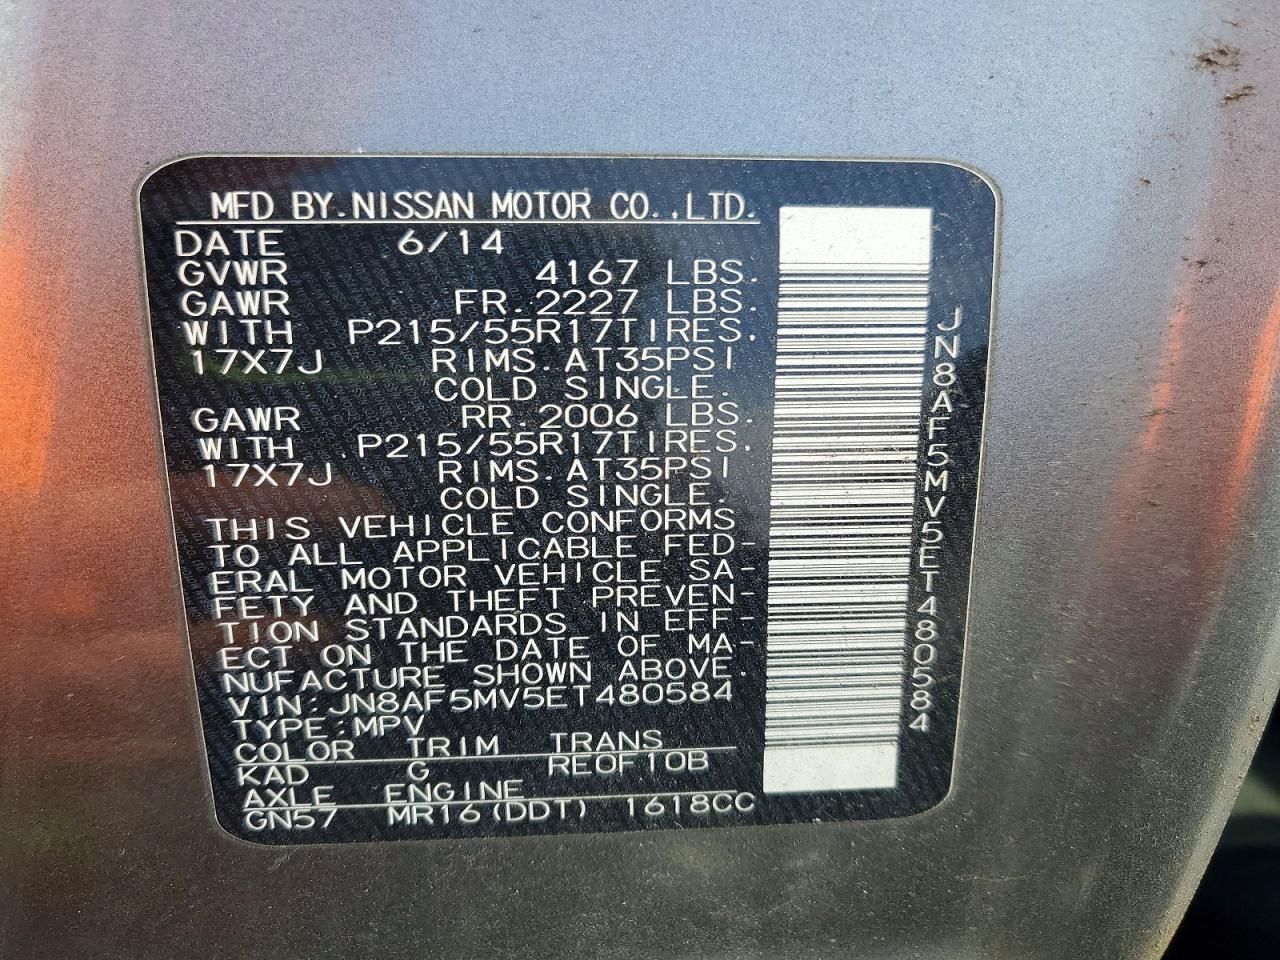 MFD BY.NISSAN MOTOR CO.,LTD.
DATE 6/14
GVWR 4167 LBS.
GAWR FR.2227 LBS.
WITH P215/55R17TIRES.
17X7J RIMS.AT35PSI
COLD SINGLE.
GAWR RR.2006 LBS.
WITH P215/55R17TIRES.
17X7J RIMS.AT35PSI
COLD SINGLE.
THIS VEHICLE CONFORMS
TO ALL APPLICABLE FED-
ERAL MOTOR VEHICLE SA-
FETY AND THEFT PREVEN-
TION STANDARDS IN EFF-
ECT ON THE DATE OF MA-
NUFACTURE SHOWN ABOVE.
VIN:JN8AF5MV5ET480584
TYPE:MPV
COLOR TRIM TRANS
KAD G RE0F10B
AXLE ENGINE
GN57 MR16(DDT) 1618CC
JN8AF5MV5ET480584